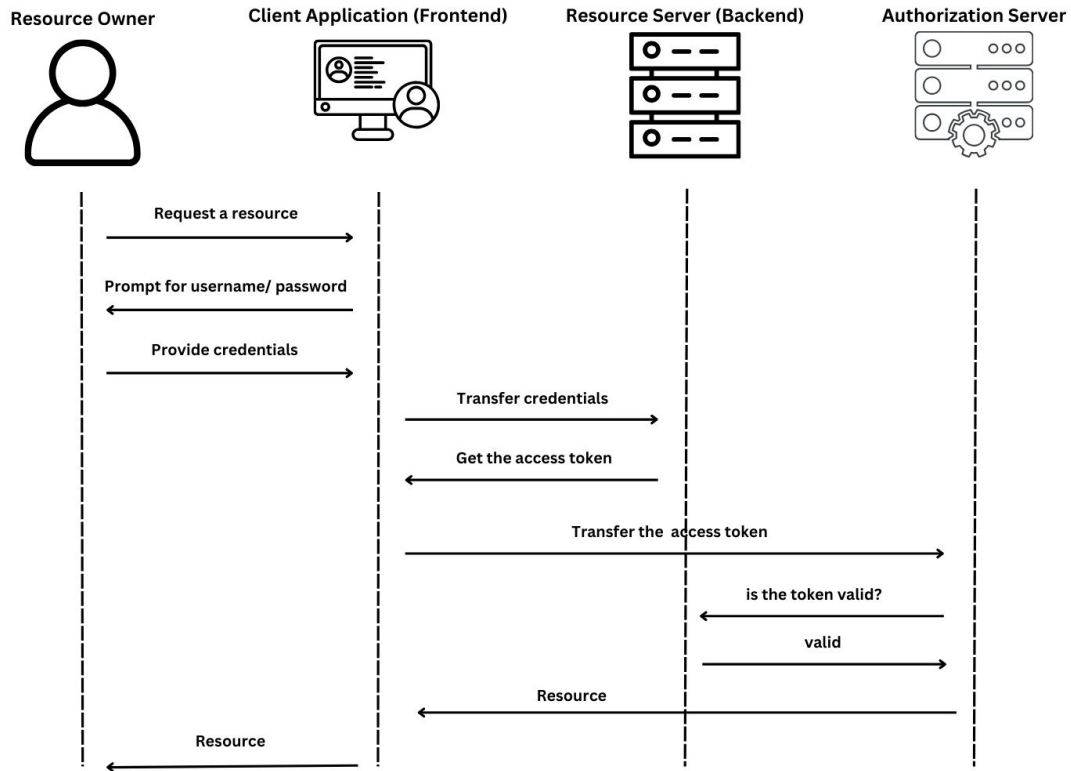 Resource Owner
Client Application (Frontend)
Resource Server (Backend)
Authorization Server
Request a resource
Prompt for username/ password
Provide credentials
Transfer credentials
Get the access token
Transfer the access token
is the token valid?
valid
Resource
Resource